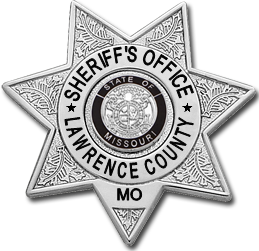 SHERIFF'S OFFICE
STATE OF
MISSOURI
LAWRENCE COUNTY
MO